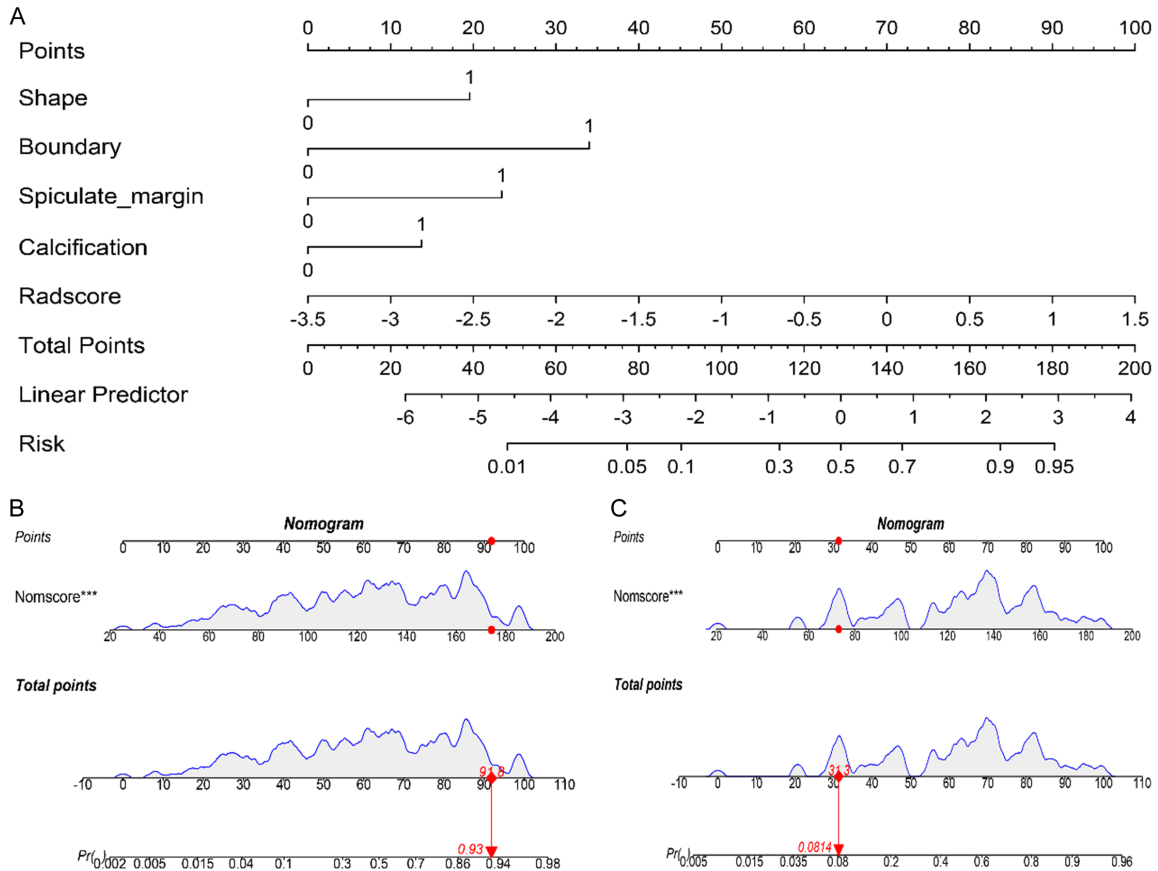 A
0 10 20 30 40 50 60 70 80 90 100
Points
1
Shape
0
1
Boundary
0
1
Spiculate_margin
0
1
Calcification
0
Radscore
-3.5 -3 -2.5 -2 -1.5 -1 -0.5 0 0.5 1 1.5
Total Points
0 20 40 60 80 100 120 140 160 180 200
Linear Predictor
-6 -5 -4 -3 -2 -1 0 1 2 3 4
Risk
0.01 0.05 0.1 0.3 0.5 0.7 0.9 0.95
B
Nomogram
Points
0 10 20 30 40 50 60 70 80 90 100
Nomscore***
20 40 60 80 100 120 140 160 180 200
Total points
91.8
-10 0 10 20 30 40 50 60 70 80 90 100 110
0.93
Pr( )
0.002 0.005 0.015 0.04 0.1 0.3 0.5 0.7 0.86 0.94 0.98
C
Nomogram
Points
0 10 20 30 40 50 60 70 80 90 100
Nomscore***
20 40 60 80 100 120 140 160 180 200
Total points
31.3
-10 0 10 20 30 40 50 60 70 80 90 100 110
0.0814
Pr( )
0.005 0.015 0.035 0.08 0.2 0.4 0.6 0.8 0.9 0.96